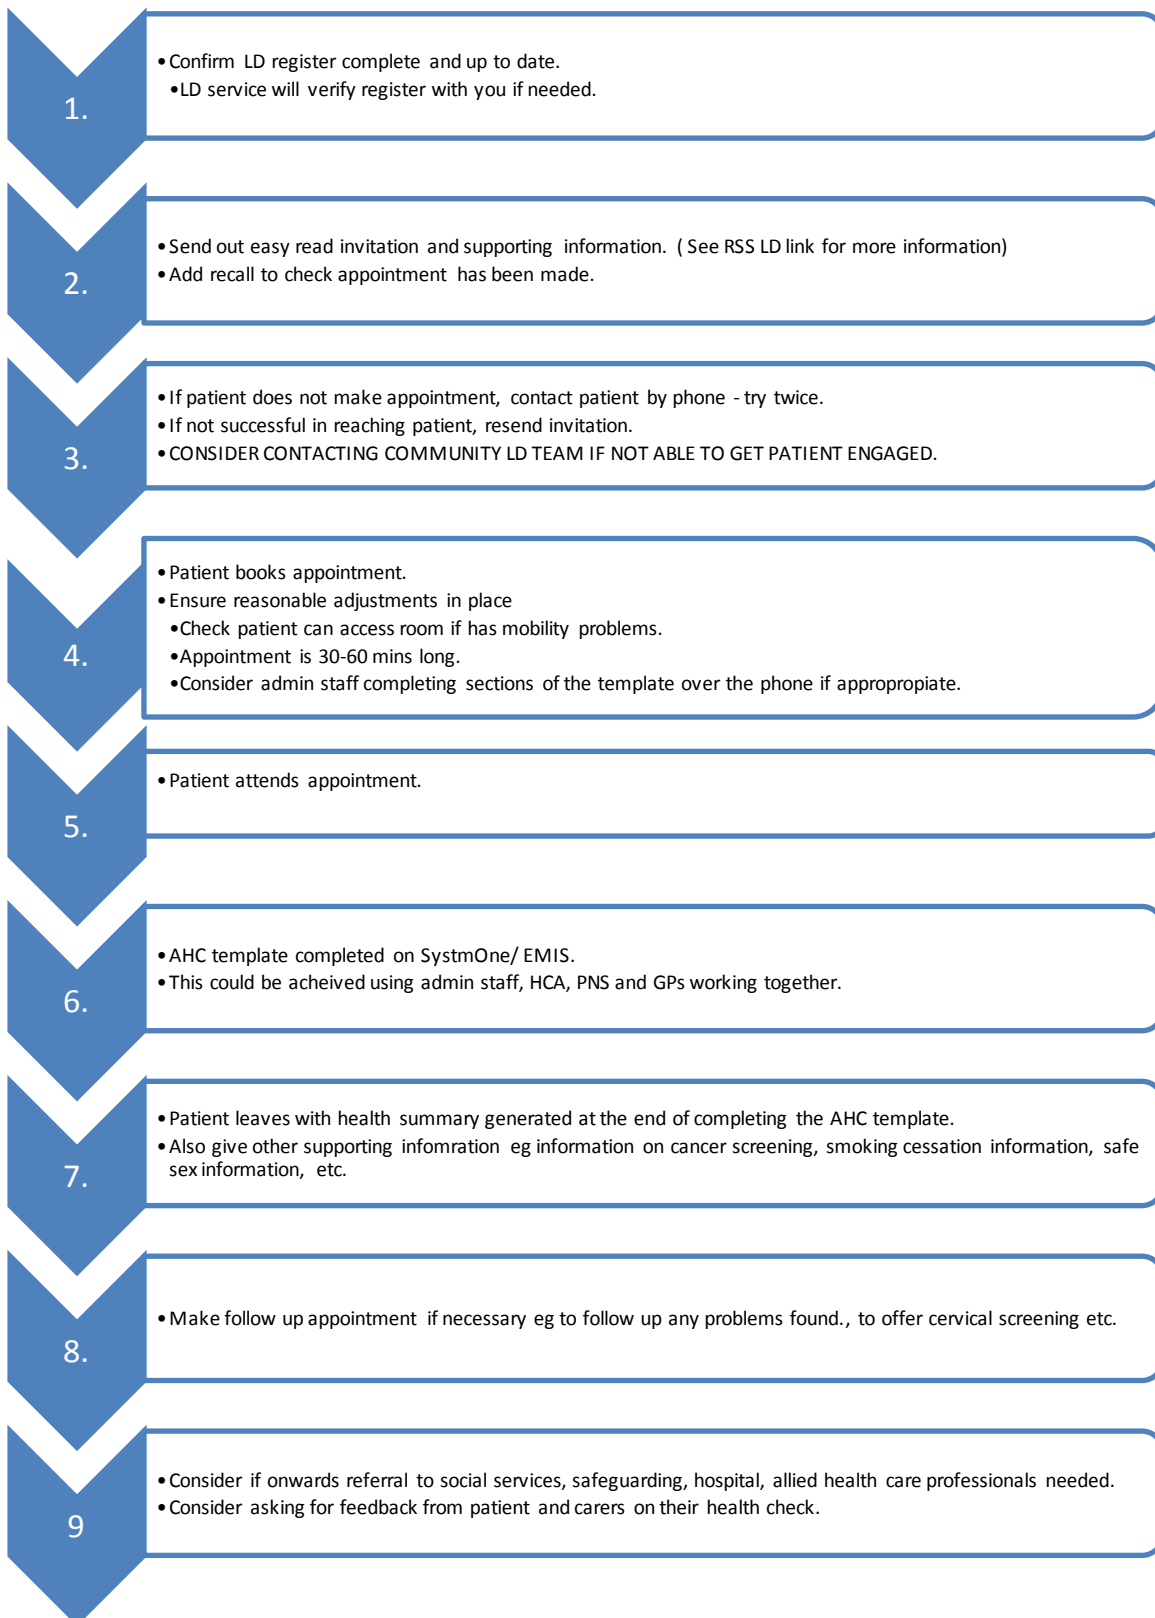 1.
•Confirm LD register complete and up to date.
•LD service will verify register with you if needed.
2.
•Send out easy read invitation and supporting information. ( See RSS LD link for more information)
•Add recall to check appointment has been made.
3.
•If patient does not make appointment, contact patient by phone - try twice.
•If not successful in reaching patient, resend invitation.
•CONSIDER CONTACTING COMMUNITY LD TEAM IF NOT ABLE TO GET PATIENT ENGAGED.
4.
•Patient books appointment.
•Ensure reasonable adjustments in place
•Check patient can access room if has mobility problems.
•Appointment is 30-60 mins long.
•Consider admin staff completing sections of the template over the phone if appropropiate.
5.
•Patient attends appointment.
6.
•AHC template completed on SystmOne/ EMIS.
•This could be acheived using admin staff, HCA, PNS and GPs working together.
7.
•Patient leaves with health summary generated at the end of completing the AHC template.
•Also give other supporting infomration eg information on cancer screening, smoking cessation information, safe
sex information, etc.
8.
•Make follow up appointment if necessary eg to follow up any problems found., to offer cervical screening etc.
9
•Consider if onwards referral to social services, safeguarding, hospital, allied health care professionals needed.
•Consider asking for feedback from patient and carers on their health check.